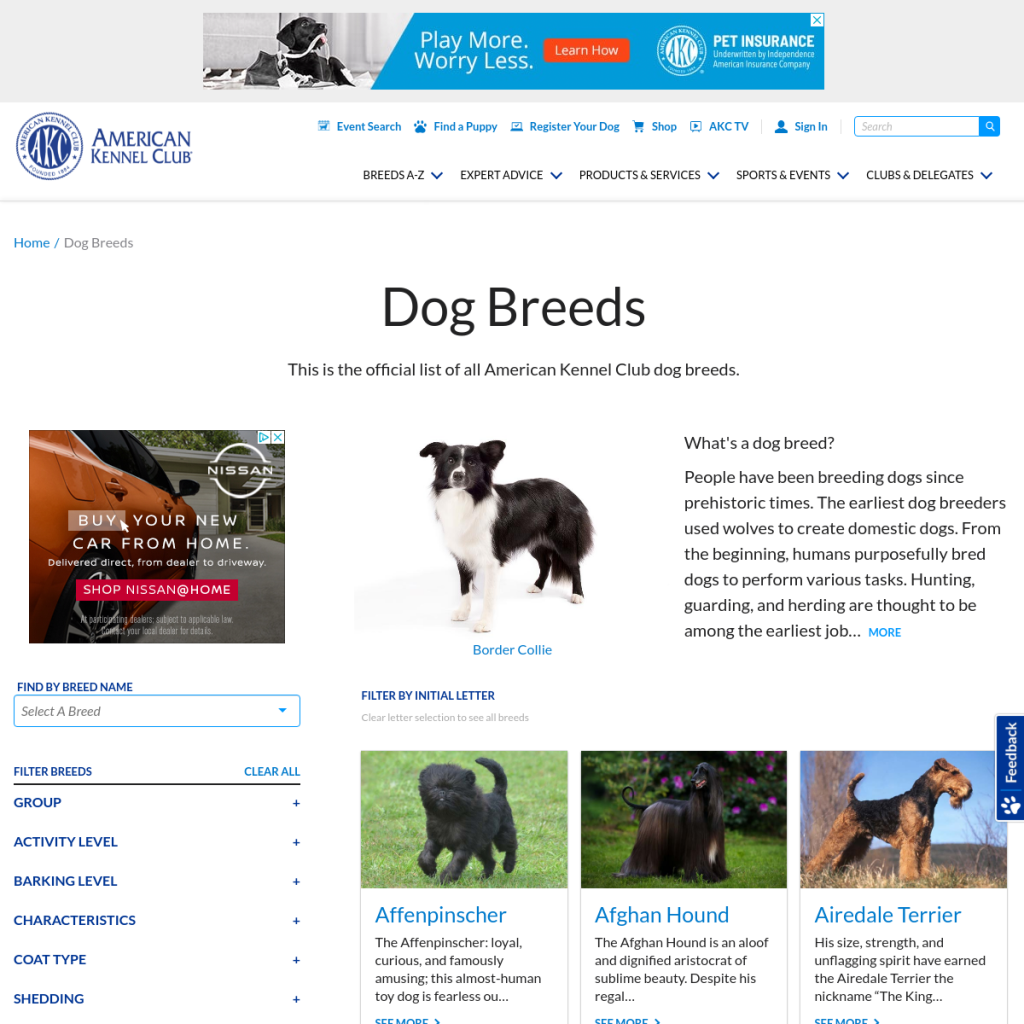 Play More.
Worry Less.
Learn How
AMERICAN KENNEL CLUB
AKC
PET INSURANCE
Underwritten by Independence
American Insurance Company
AMERICAN KENNEL CLUB
AKC
FOUNDED 1884
AMERICAN
KENNEL CLUB
Event Search
Find a Puppy
Register Your Dog
Shop
AKC TV
Sign In
Search
BREEDS A-Z
EXPERT ADVICE
PRODUCTS & SERVICES
SPORTS & EVENTS
CLUBS & DELEGATES
Home / Dog Breeds
Dog Breeds
This is the official list of all American Kennel Club dog breeds.
NISSAN
BUY YOUR NEW
CAR FROM HOME.
Delivered direct, from dealer to driveway.
SHOP NISSAN@HOME
At participating dealers, subject to applicable law.
Contact your local dealer for details.
Border Collie
What's a dog breed?
People have been breeding dogs since
prehistoric times. The earliest dog breeders
used wolves to create domestic dogs. From
the beginning, humans purposefully bred
dogs to perform various tasks. Hunting,
guarding, and herding are thought to be
among the earliest job… MORE
FIND BY BREED NAME
Select A Breed
FILTER BREEDS
CLEAR ALL
GROUP +
ACTIVITY LEVEL +
BARKING LEVEL +
CHARACTERISTICS +
COAT TYPE +
SHEDDING +
FILTER BY INITIAL LETTER
Clear letter selection to see all breeds
Affenpinscher
The Affenpinscher: loyal,
curious, and famously
amusing; this almost-human
toy dog is fearless ou…
SEE MORE
Afghan Hound
The Afghan Hound is an aloof
and dignified aristocrat of
sublime beauty. Despite his
regal…
SEE MORE
Airedale Terrier
His size, strength, and
unflagging spirit have earned
the Airedale Terrier the
nickname “The King…
SEE MORE
Feedback